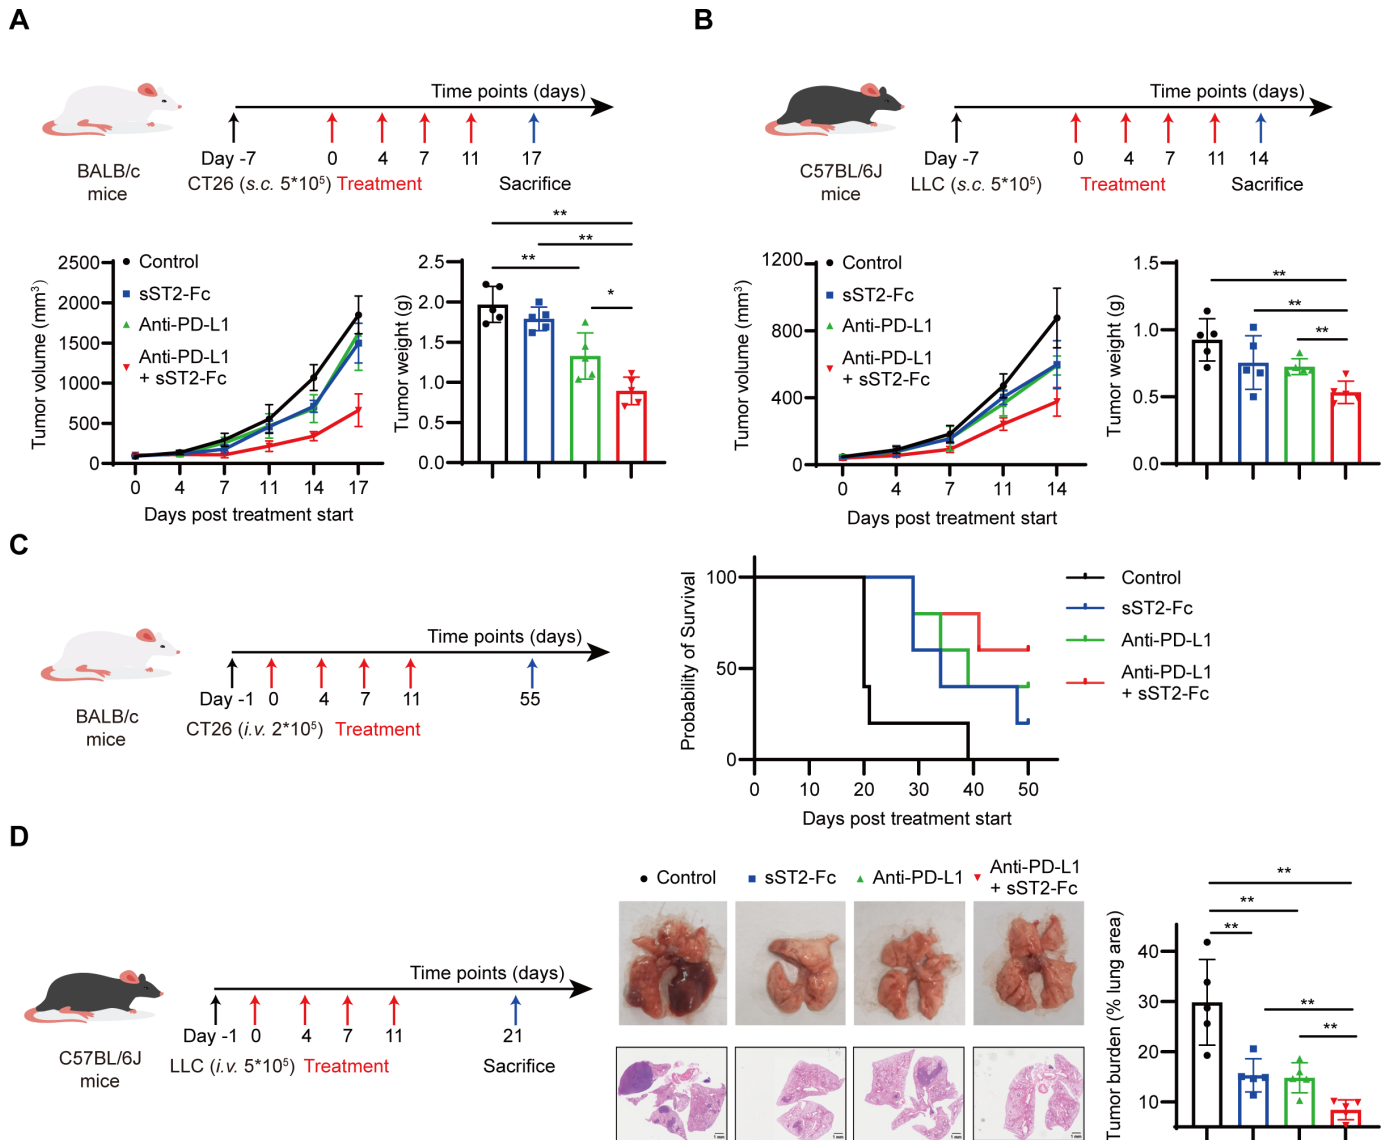 A
Time points (days)
Day -7 0 4 7 11 17
BALB/c
mice
CT26 (s.c. 5*10⁵) Treatment Sacrifice
Tumor volume (mm³)
2500
2000
1500
1000
500
0
0 4 7 11 14 17
Days post treatment start
Control
sST2-Fc
Anti-PD-L1
Anti-PD-L1
+ sST2-Fc
Tumor weight (g)
2.5
2.0
1.5
1.0
0.5
0.0
**
**
**
*
B
Time points (days)
Day -7 0 4 7 11 14
C57BL/6J
mice
LLC (s.c. 5*10⁵) Treatment Sacrifice
Tumor volume (mm³)
1200
800
400
0
0 4 7 11 14
Days post treatment start
Control
sST2-Fc
Anti-PD-L1
Anti-PD-L1
+ sST2-Fc
Tumor weight (g)
1.5
1.0
0.5
0.0
**
**
**
C
Time points (days)
Day -1 0 4 7 11 55
BALB/c
mice
CT26 (i.v. 2*10⁵) Treatment
Probability of Survival
100
50
0
0 10 20 30 40 50
Days post treatment start
Control
sST2-Fc
Anti-PD-L1
Anti-PD-L1
+ sST2-Fc
D
Time points (days)
Day -1 0 4 7 11 21
C57BL/6J
mice
LLC (i.v. 5*10⁵) Treatment Sacrifice
Control sST2-Fc Anti-PD-L1 Anti-PD-L1
+ sST2-Fc
1 mm 1 mm 1 mm 1 mm
Tumor burden (% lung area)
40
30
20
10
**
**
**
**
**